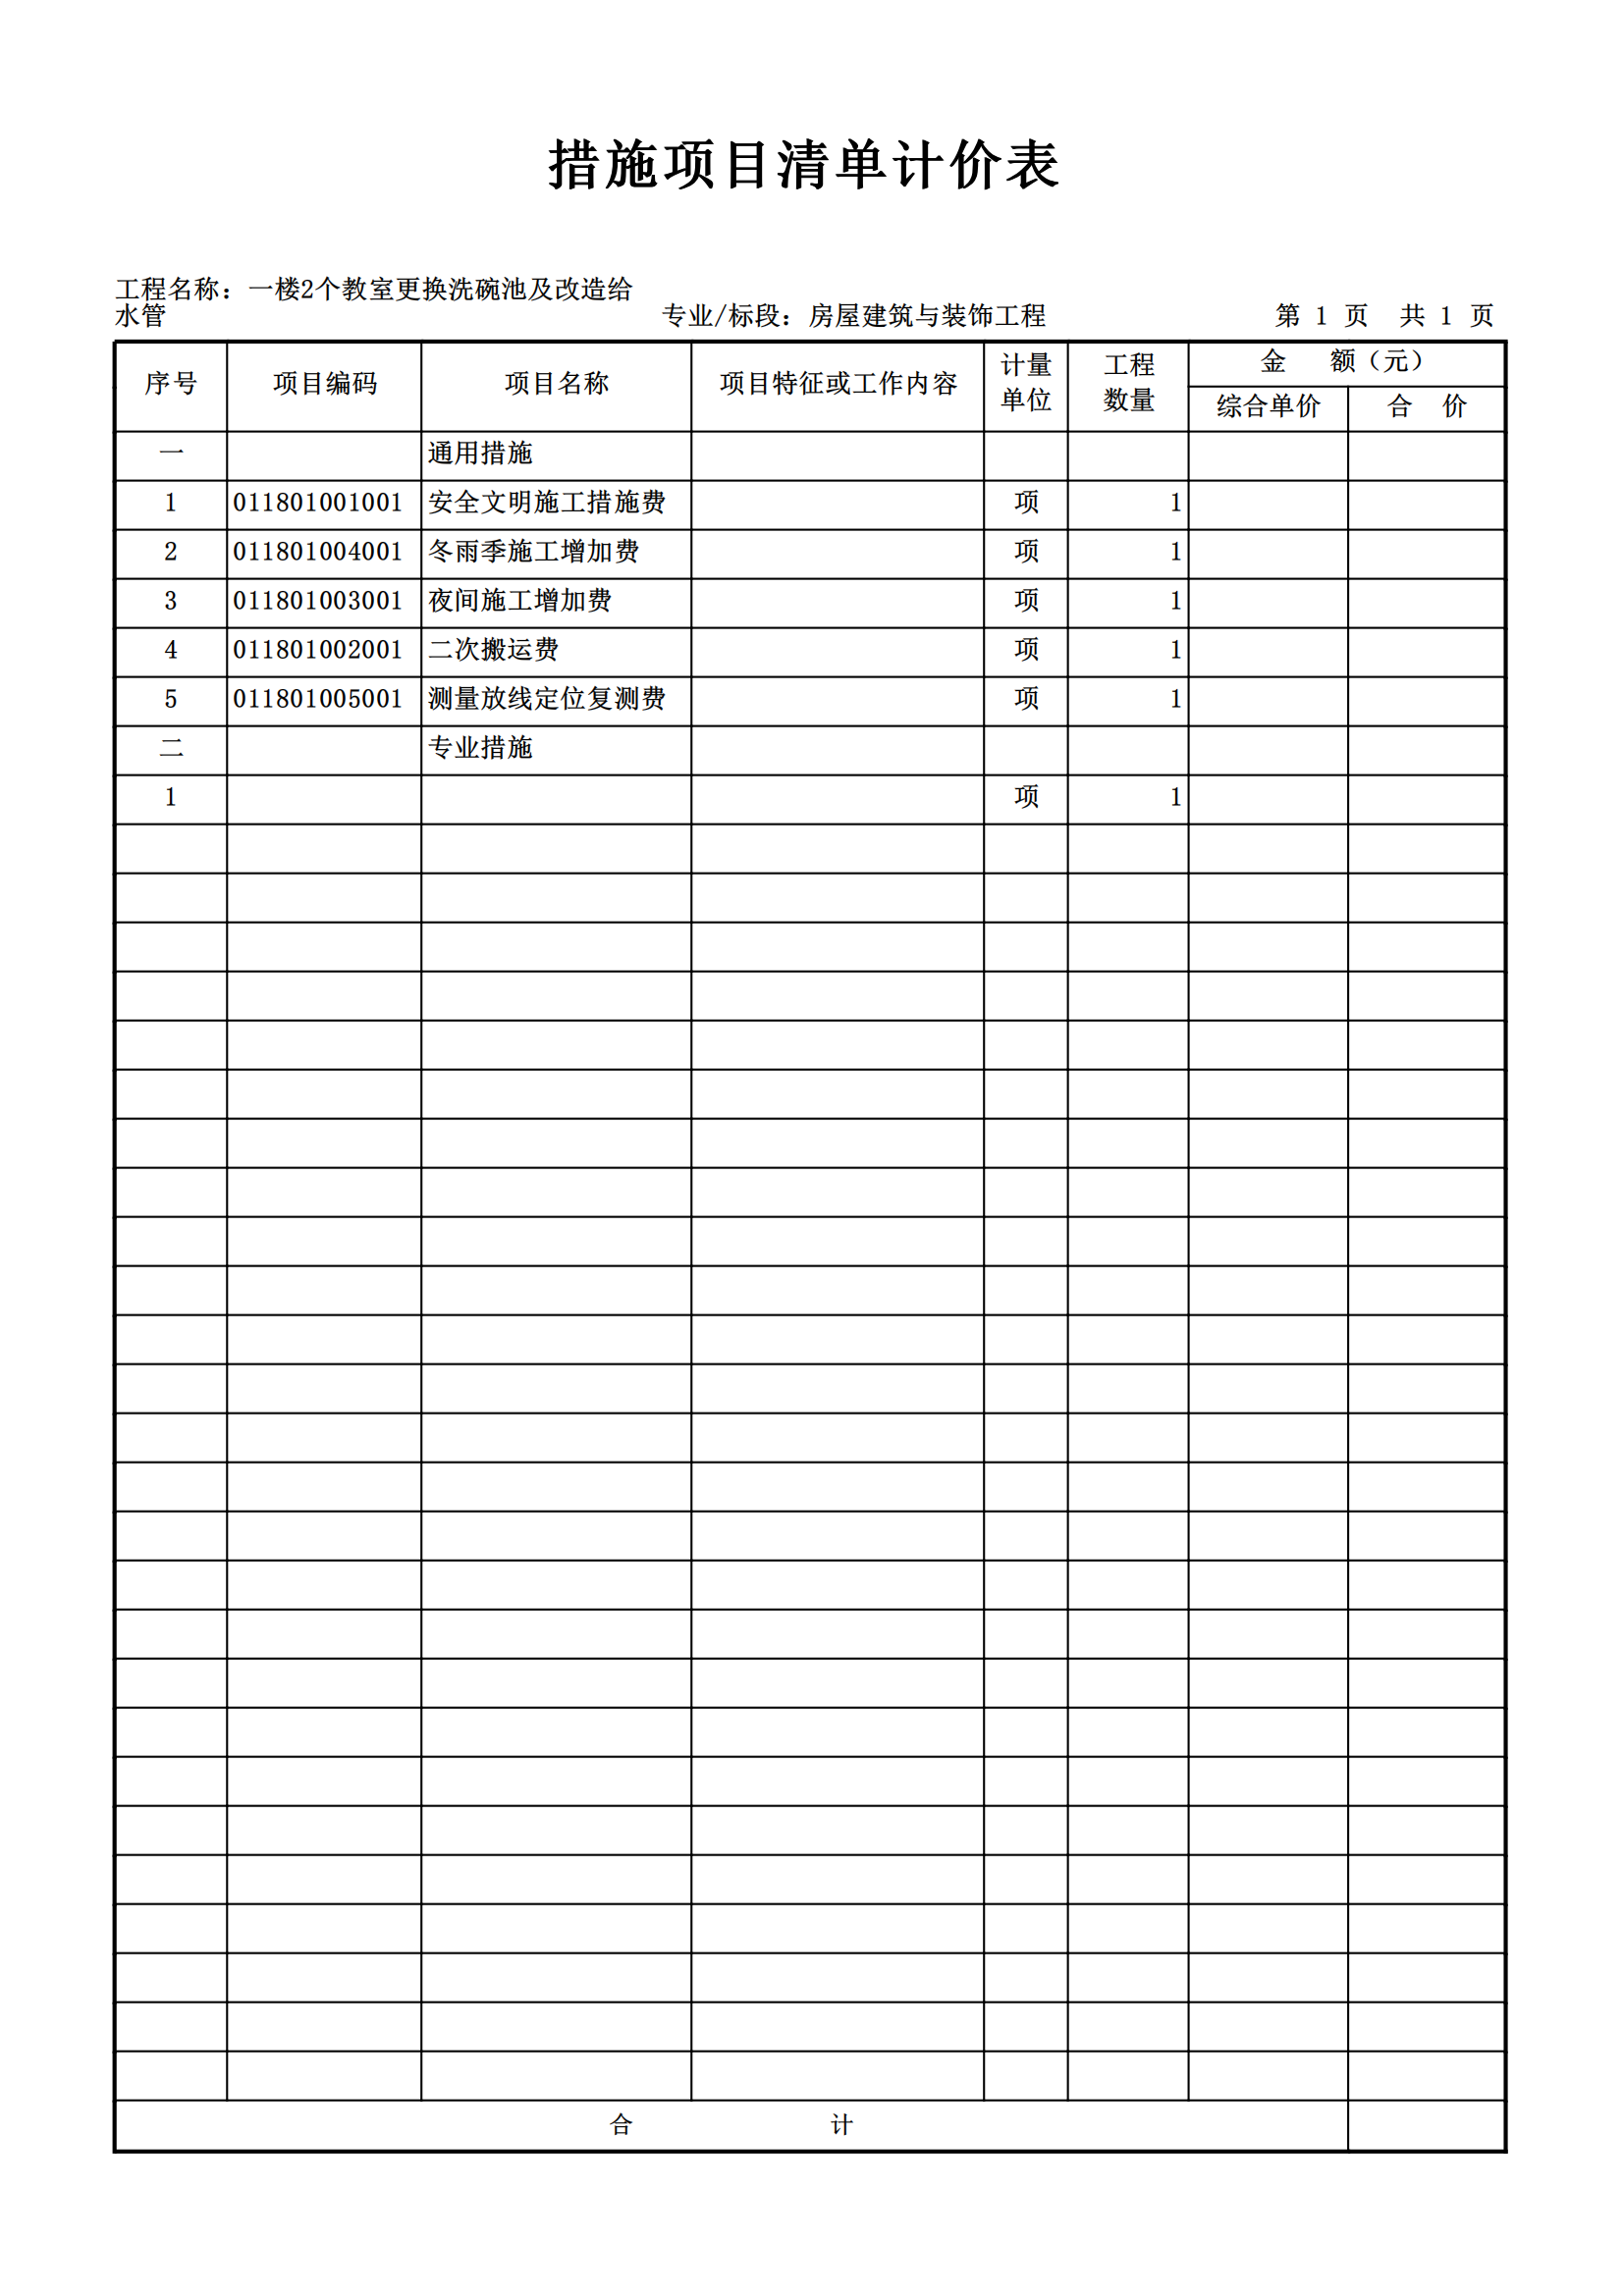 措施项目清单计价表
工程名称：一楼2个教室更换洗碗池及改造给
水管 专业/标段：房屋建筑与装饰工程 第 1 页 共 1 页
序号 项目编码 项目名称 项目特征或工作内容 计量单位 工程数量 金 额（元）
综合单价 合 价
一 通用措施
1 011801001001 安全文明施工措施费 项 1
2 011801004001 冬雨季施工增加费 项 1
3 011801003001 夜间施工增加费 项 1
4 011801002001 二次搬运费 项 1
5 011801005001 测量放线定位复测费 项 1
二 专业措施
1 项 1
合 计